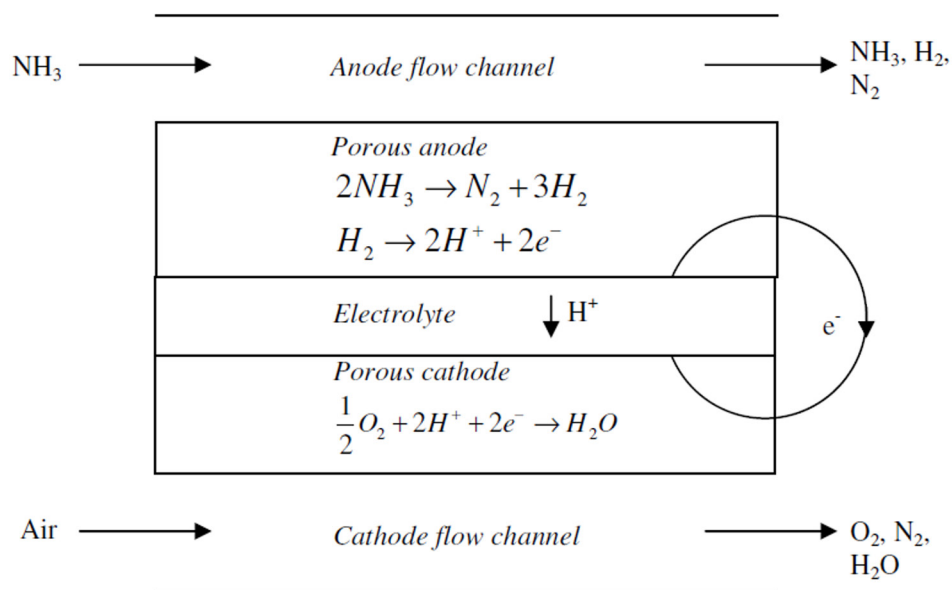 NH₃
Anode flow channel
NH₃, H₂,
N₂
Porous anode
2NH₃ → N₂ + 3H₂
H₂ → 2H⁺ + 2e⁻
Electrolyte
H⁺
e⁻
Porous cathode
1/2 O₂ + 2H⁺ + 2e⁻ → H₂O
Air
Cathode flow channel
O₂, N₂,
H₂O